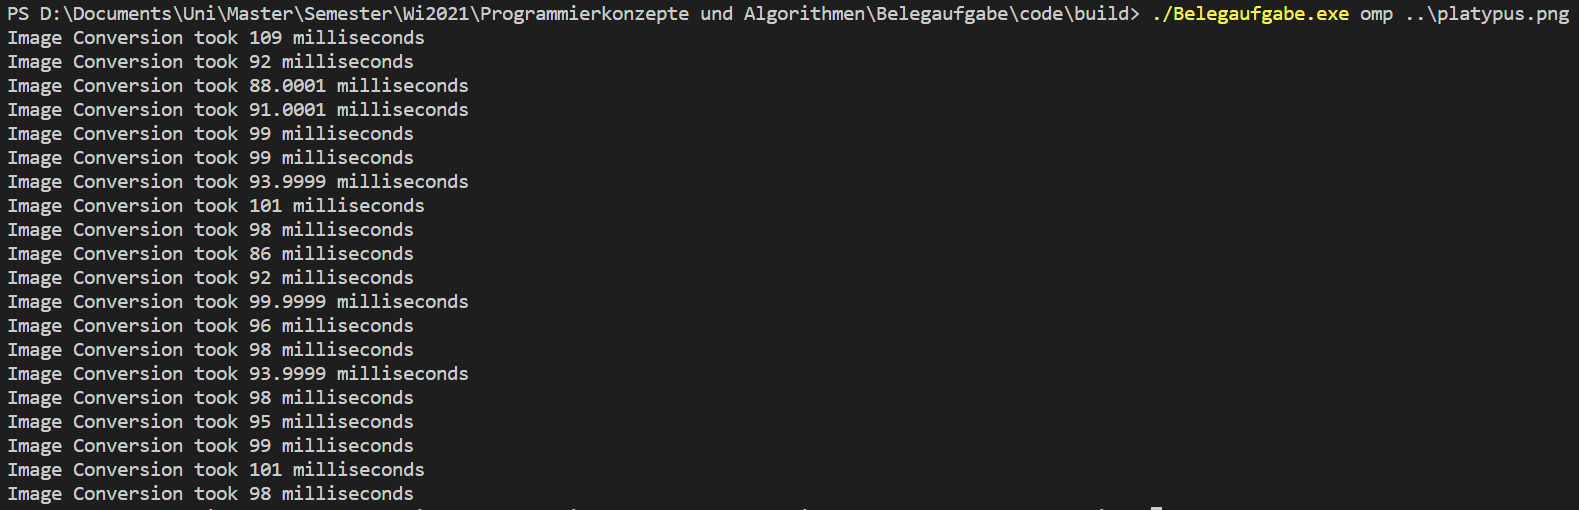 PS D:\Documents\Uni\Master\Semester\Wi2021\Programmierkonzepte und Algorithmen\Belegaufgabe\code\build> ./Belegaufgabe.exe omp ..\platypus.png
Image Conversion took 109 milliseconds
Image Conversion took 92 milliseconds
Image Conversion took 88.0001 milliseconds
Image Conversion took 91.0001 milliseconds
Image Conversion took 99 milliseconds
Image Conversion took 99 milliseconds
Image Conversion took 93.9999 milliseconds
Image Conversion took 101 milliseconds
Image Conversion took 98 milliseconds
Image Conversion took 86 milliseconds
Image Conversion took 92 milliseconds
Image Conversion took 99.9999 milliseconds
Image Conversion took 96 milliseconds
Image Conversion took 98 milliseconds
Image Conversion took 93.9999 milliseconds
Image Conversion took 98 milliseconds
Image Conversion took 95 milliseconds
Image Conversion took 99 milliseconds
Image Conversion took 101 milliseconds
Image Conversion took 98 milliseconds